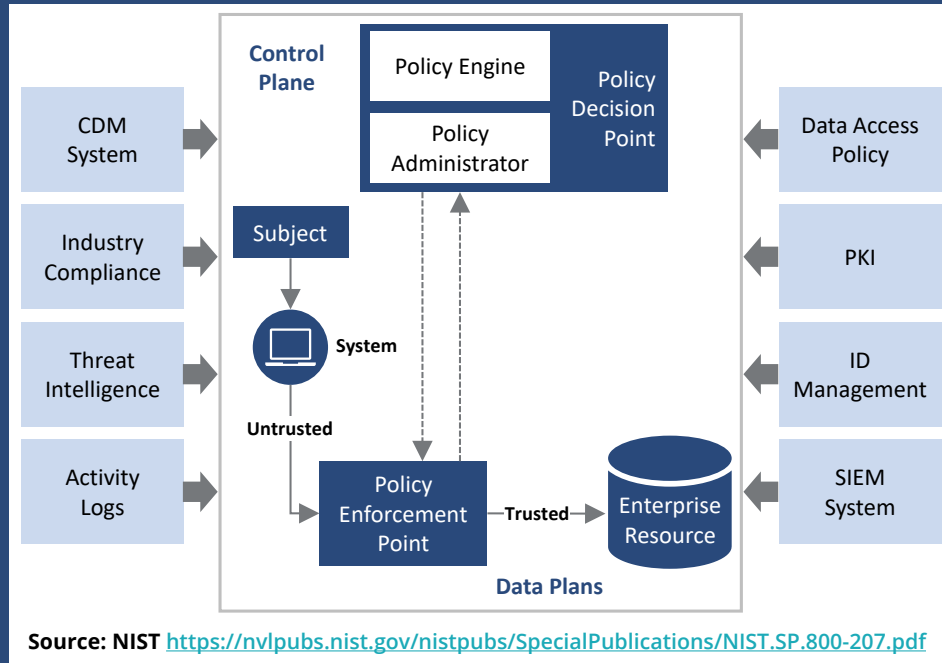 Control
Plane
Policy Engine
Policy
Administrator
Policy
Decision
Point
CDM
System
Industry
Compliance
Threat
Intelligence
Activity
Logs
Subject
System
Untrusted
Policy
Enforcement
Point
Trusted
Enterprise
Resource
Data Plans
Data Access
Policy
PKI
ID
Management
SIEM
System
Source: NIST https://nvlpubs.nist.gov/nistpubs/SpecialPublications/NIST.SP.800-207.pdf